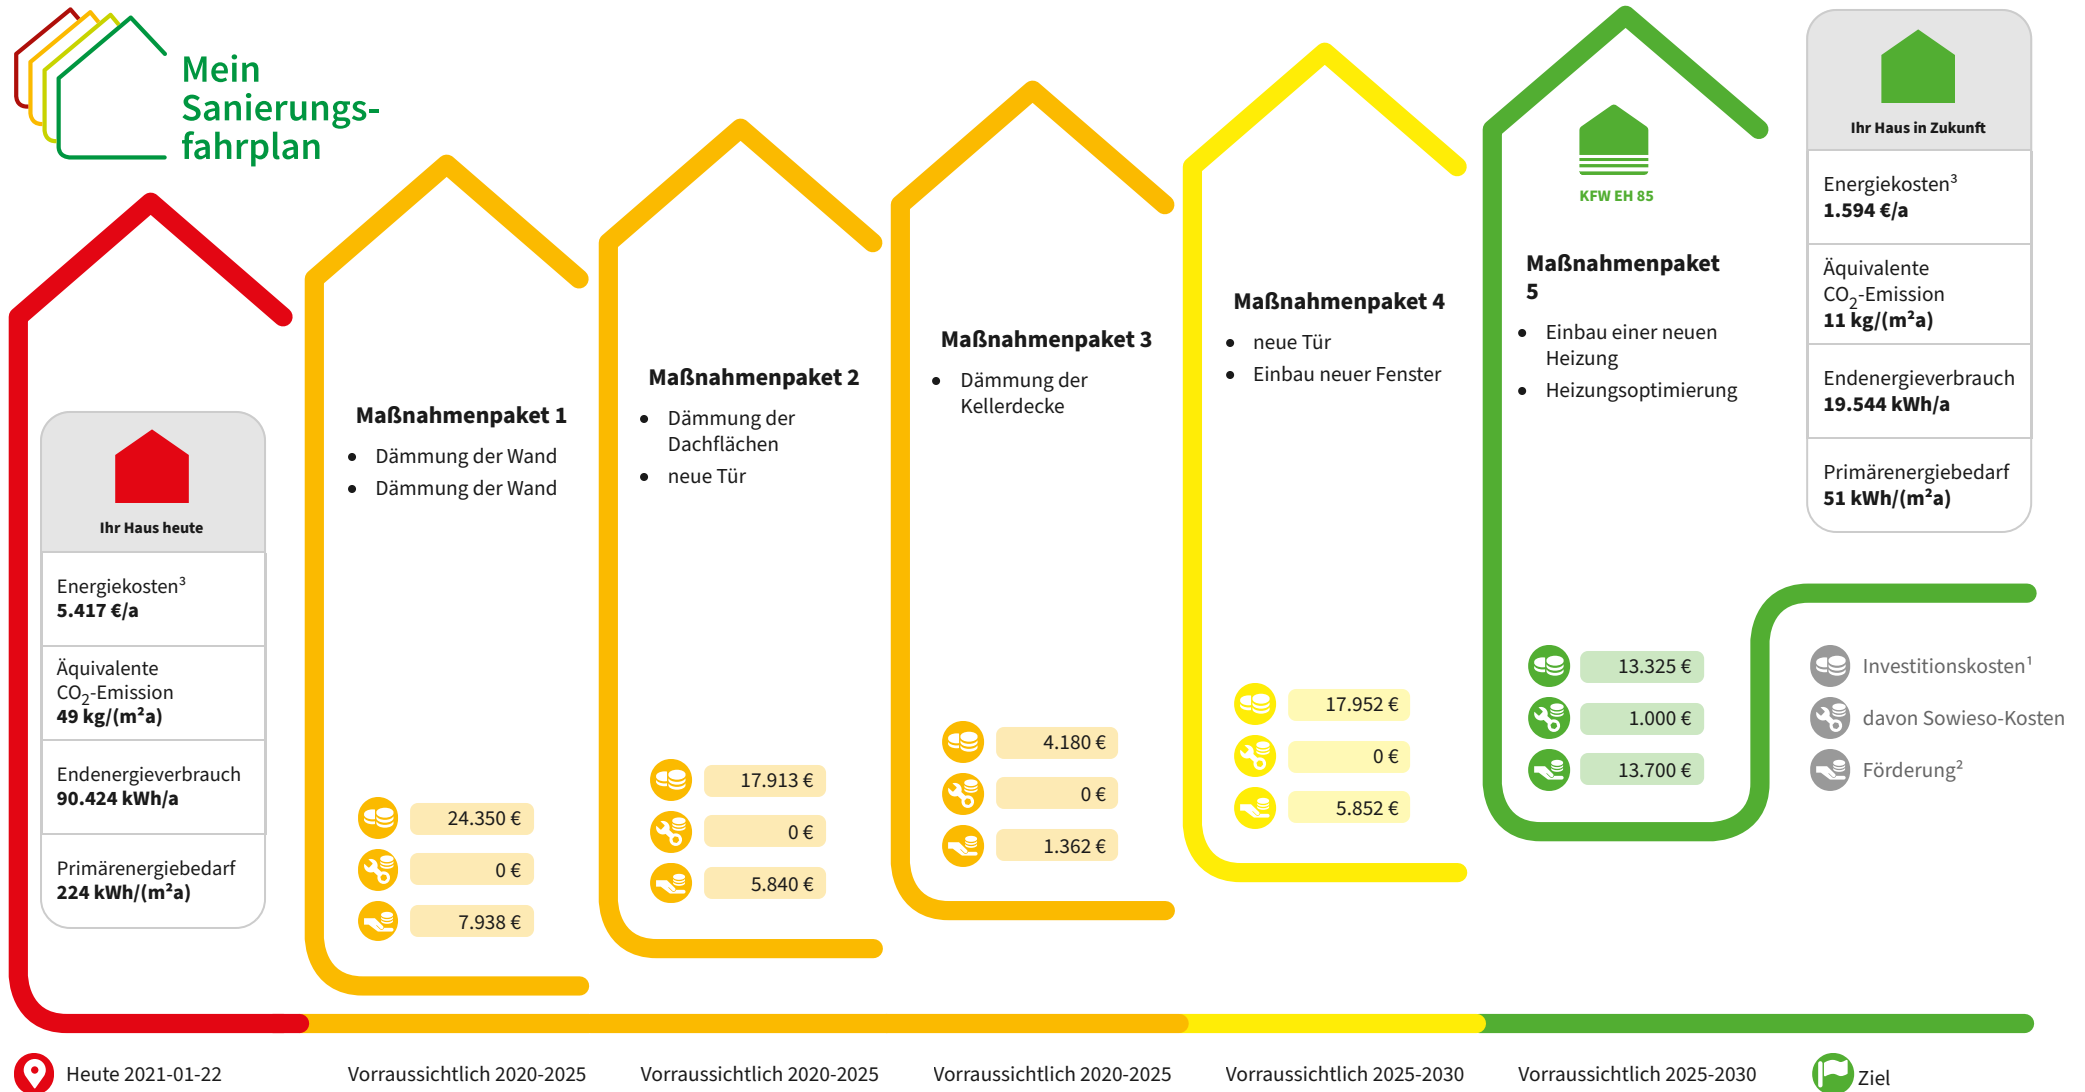 Mein
Sanierungs-
fahrplan
Ihr Haus heute
Energiekosten³
5.417 €/a
Äquivalente
CO₂-Emission
49 kg/(m²a)
Endenergieverbrauch
90.424 kWh/a
Primärenergiebedarf
224 kWh/(m²a)
Maßnahmenpaket 1
• Dämmung der Wand
• Dämmung der Wand
24.350 €
0 €
7.938 €
Maßnahmenpaket 2
• Dämmung der
Dachflächen
• neue Tür
17.913 €
0 €
5.840 €
Maßnahmenpaket 3
• Dämmung der
Kellerdecke
4.180 €
0 €
1.362 €
Maßnahmenpaket 4
• neue Tür
• Einbau neuer Fenster
17.952 €
0 €
5.852 €
KFW EH 85
Maßnahmenpaket
5
• Einbau einer neuen
Heizung
• Heizungsoptimierung
13.325 €
1.000 €
13.700 €
Ihr Haus in Zukunft
Energiekosten³
1.594 €/a
Äquivalente
CO₂-Emission
11 kg/(m²a)
Endenergieverbrauch
19.544 kWh/a
Primärenergiebedarf
51 kWh/(m²a)
Investitionskosten¹
davon Sowieso-Kosten
Förderung²
Heute 2021-01-22
Vorraussichtlich 2020-2025
Vorraussichtlich 2020-2025
Vorraussichtlich 2020-2025
Vorraussichtlich 2025-2030
Vorraussichtlich 2025-2030
Ziel